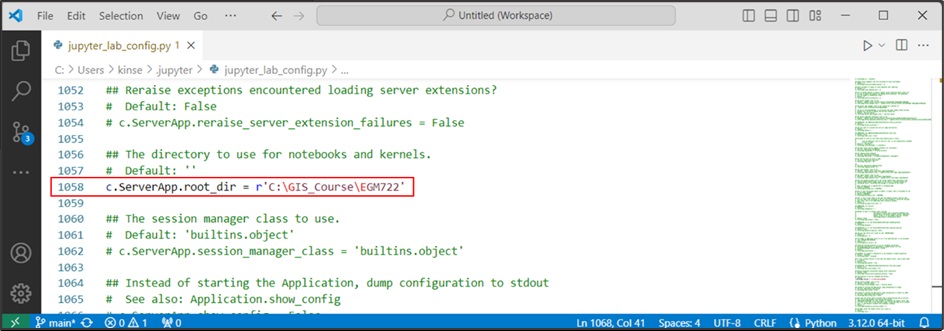 File Edit Selection ··· Untitled (Workspace)
jupyter_lab_config.py 1
C: > Users > kinse > .jupyter > jupyter_lab_config.py > ...
1052 ## Reraise exceptions encountered loading server extensions?
1053 #  Default: False
1054 # c.ServerApp.reraise_server_extension_failures = False
1055
1056 ## The directory to use for notebooks and kernels.
1057 #  Default: ''
1058 c.ServerApp.root_dir = r'C:\GIS_Course\EGM722'
1059
1060 ## The session manager class to use.
1061 #  Default: 'builtins.object'
1062 # c.ServerApp.session_manager_class = 'builtins.object'
1063
1064 ## Instead of starting the Application, dump configuration to stdout
1065 #  See also: Application.show_config
3
main* 0 1 0 Ln 1068, Col 41 Spaces: 4 UTF-8 CRLF Python 3.12.0 64-bit